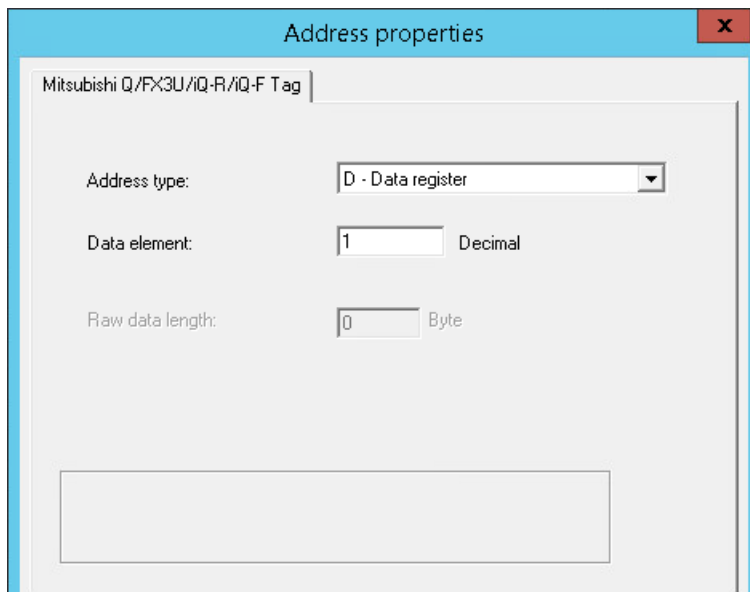 Address properties
x
Mitsubishi Q/FX3U/iQ-R/iQ-F Tag
Address type: D - Data register
Data element: 1 Decimal
Raw data length: 0 Byte